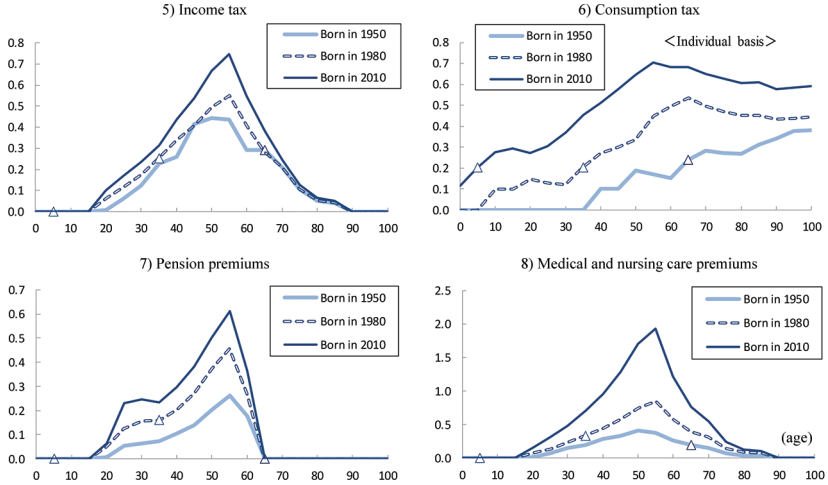 5) Income tax
0.8
0.7
0.6
0.5
0.4
0.3
0.2
0.1
0.0
0 10 20 30 40 50 60 70 80 90 100
Born in 1950
Born in 1980
Born in 2010
6) Consumption tax
<Individual basis>
0.8
0.7
0.6
0.5
0.4
0.3
0.2
0.1
0.0
0 10 20 30 40 50 60 70 80 90 100
Born in 1950
Born in 1980
Born in 2010
7) Pension premiums
0.7
0.6
0.5
0.4
0.3
0.2
0.1
0.0
0 10 20 30 40 50 60 70 80 90 100
Born in 1950
Born in 1980
Born in 2010
8) Medical and nursing care premiums
2.5
2.0
1.5
1.0
0.5
0.0
0 10 20 30 40 50 60 70 80 90 100
Born in 1950
Born in 1980
Born in 2010
(age)